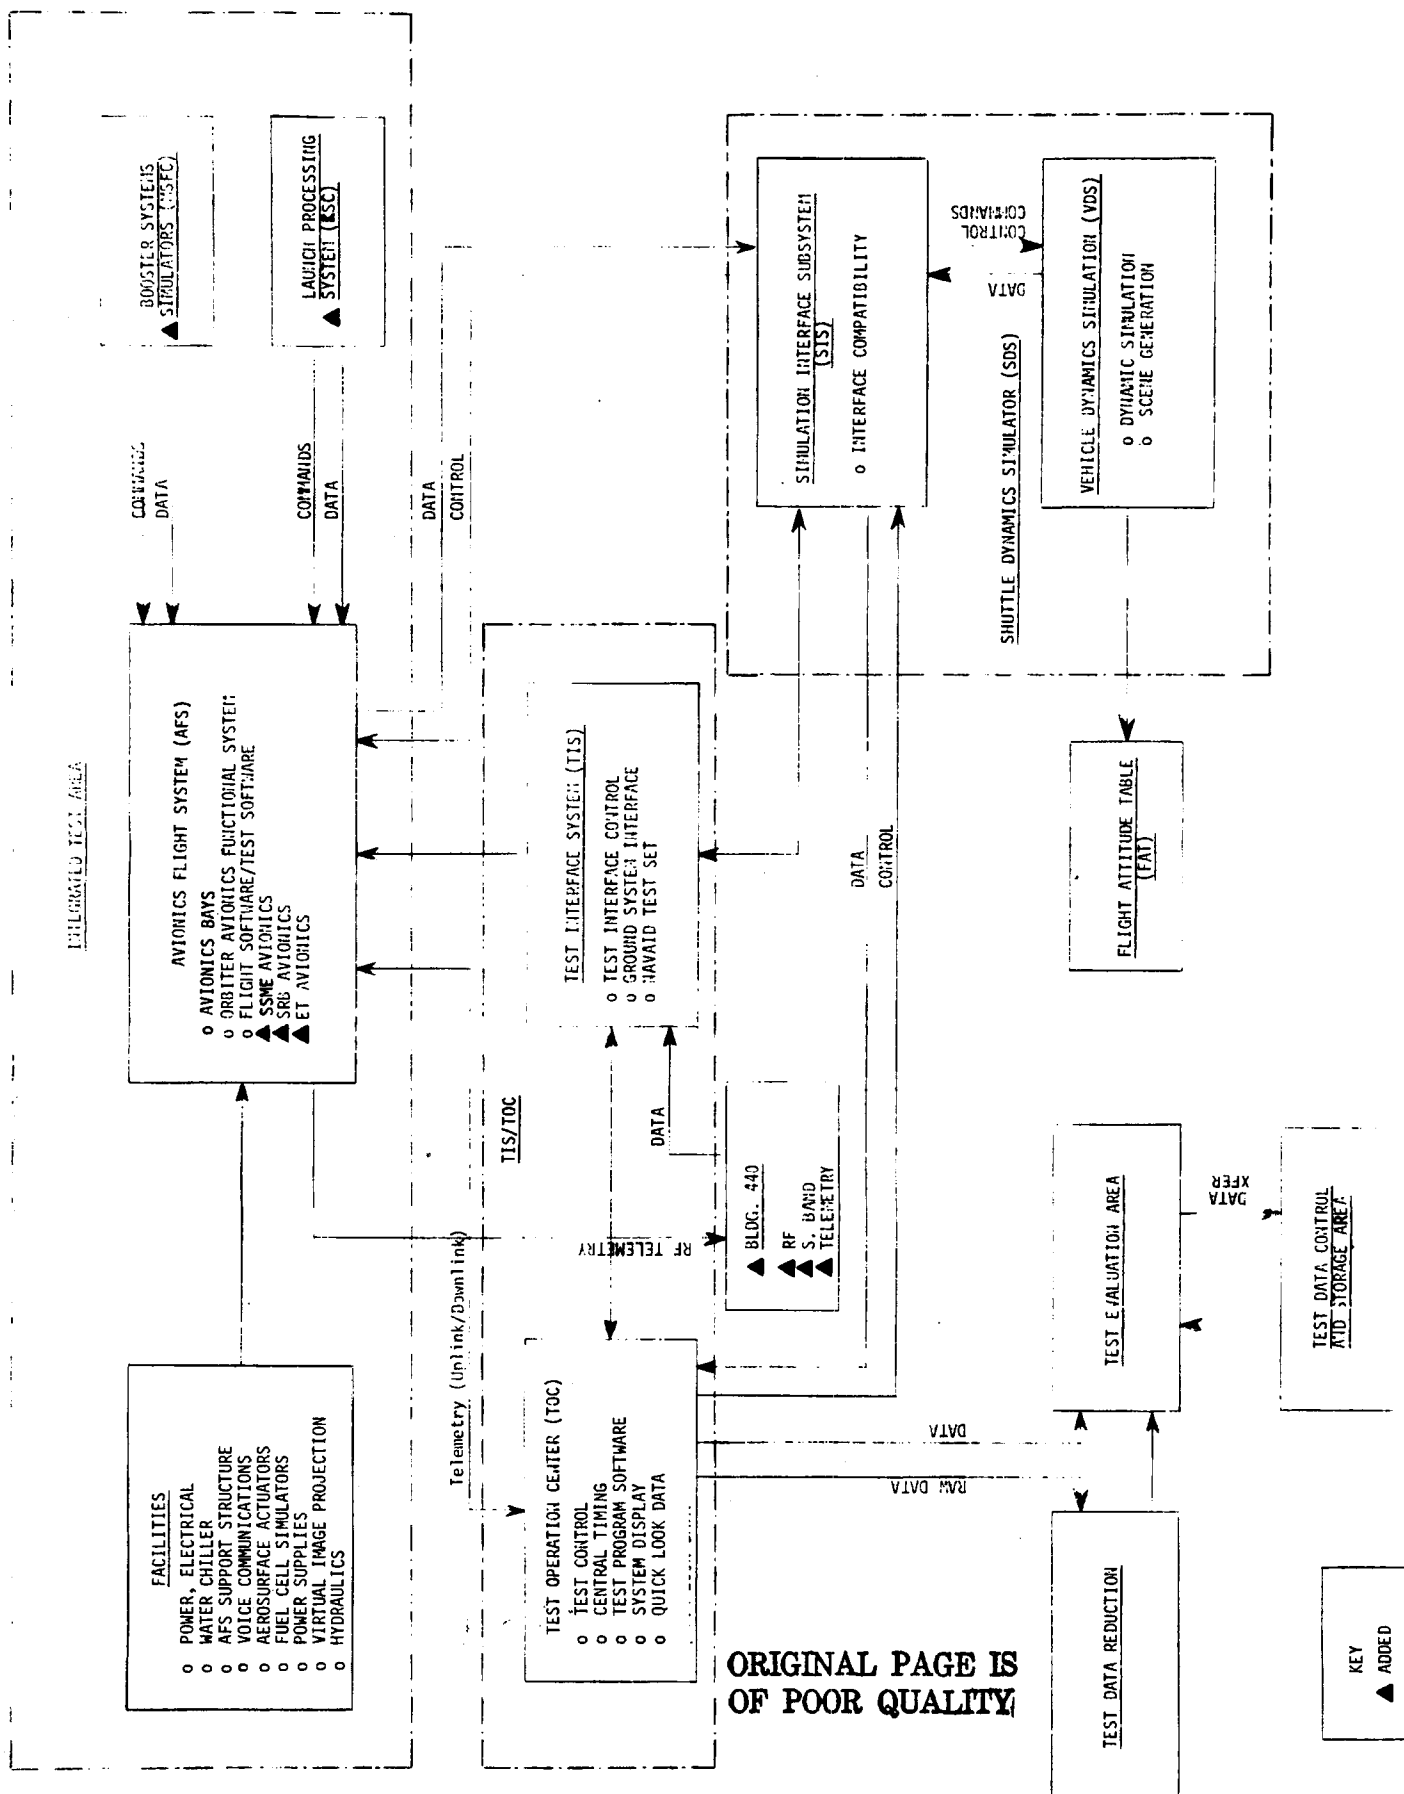 INTEGRATED TEST AREA
FACILITIES
o POWER, ELECTRICAL
o WATER CHILLER
o AFS SUPPORT STRUCTURE
o VOICE COMMUNICATIONS
o AEROSURFACE ACTUATORS
o FUEL CELL SIMULATORS
o POWER SUPPLIES
o VIRTUAL IMAGE PROJECTION
o HYDRAULICS
AVIONICS FLIGHT SYSTEM (AFS)
o AVIONICS BAYS
o ORBITER AVIONICS FUNCTIONAL SYSTEM
o FLIGHT SOFTWARE/TEST SOFTWARE
▲ SSME AVIONICS
▲ SRB AVIONICS
▲ ET AVIONICS
COMMANDS
DATA
BOOSTER SYSTEMS
▲ SIMULATORS (MSFC)
COMMANDS
DATA
LAUNCH PROCESSING
▲ SYSTEM (KSC)
DATA
CONTROL
Telemetry (Uplink/Downlink)
TIS/TOC
TEST OPERATION CENTER (TOC)
o TEST CONTROL
o CENTRAL TIMING
o TEST PROGRAM SOFTWARE
o SYSTEM DISPLAY
o QUICK LOOK DATA
RF TELEMETRY
TEST INTERFACE SYSTEM (TIS)
o TEST INTERFACE CONTROL
o GROUND SYSTEM INTERFACE
o NAVAID TEST SET
DATA
▲ BLDG. 440
▲ RF
▲ S. BAND
▲ TELEMETRY
SIMULATION INTERFACE SUBSYSTEM
(SIS)
o INTERFACE COMPATIBILITY
DATA
CONTROL
DATA
CONTROL
COMMANDS
SHUTTLE DYNAMICS SIMULATOR (SDS)
VEHICLE DYNAMICS SIMULATION (VDS)
o DYNAMIC SIMULATION
o SCENE GENERATION
FLIGHT ATTITUDE TABLE
(FAT)
RAW DATA
DATA
TEST DATA REDUCTION
TEST EVALUATION AREA
DATA
XFER
TEST DATA CONTROL
AND STORAGE AREA
KEY
▲ ADDED
ORIGINAL PAGE IS
OF POOR QUALITY